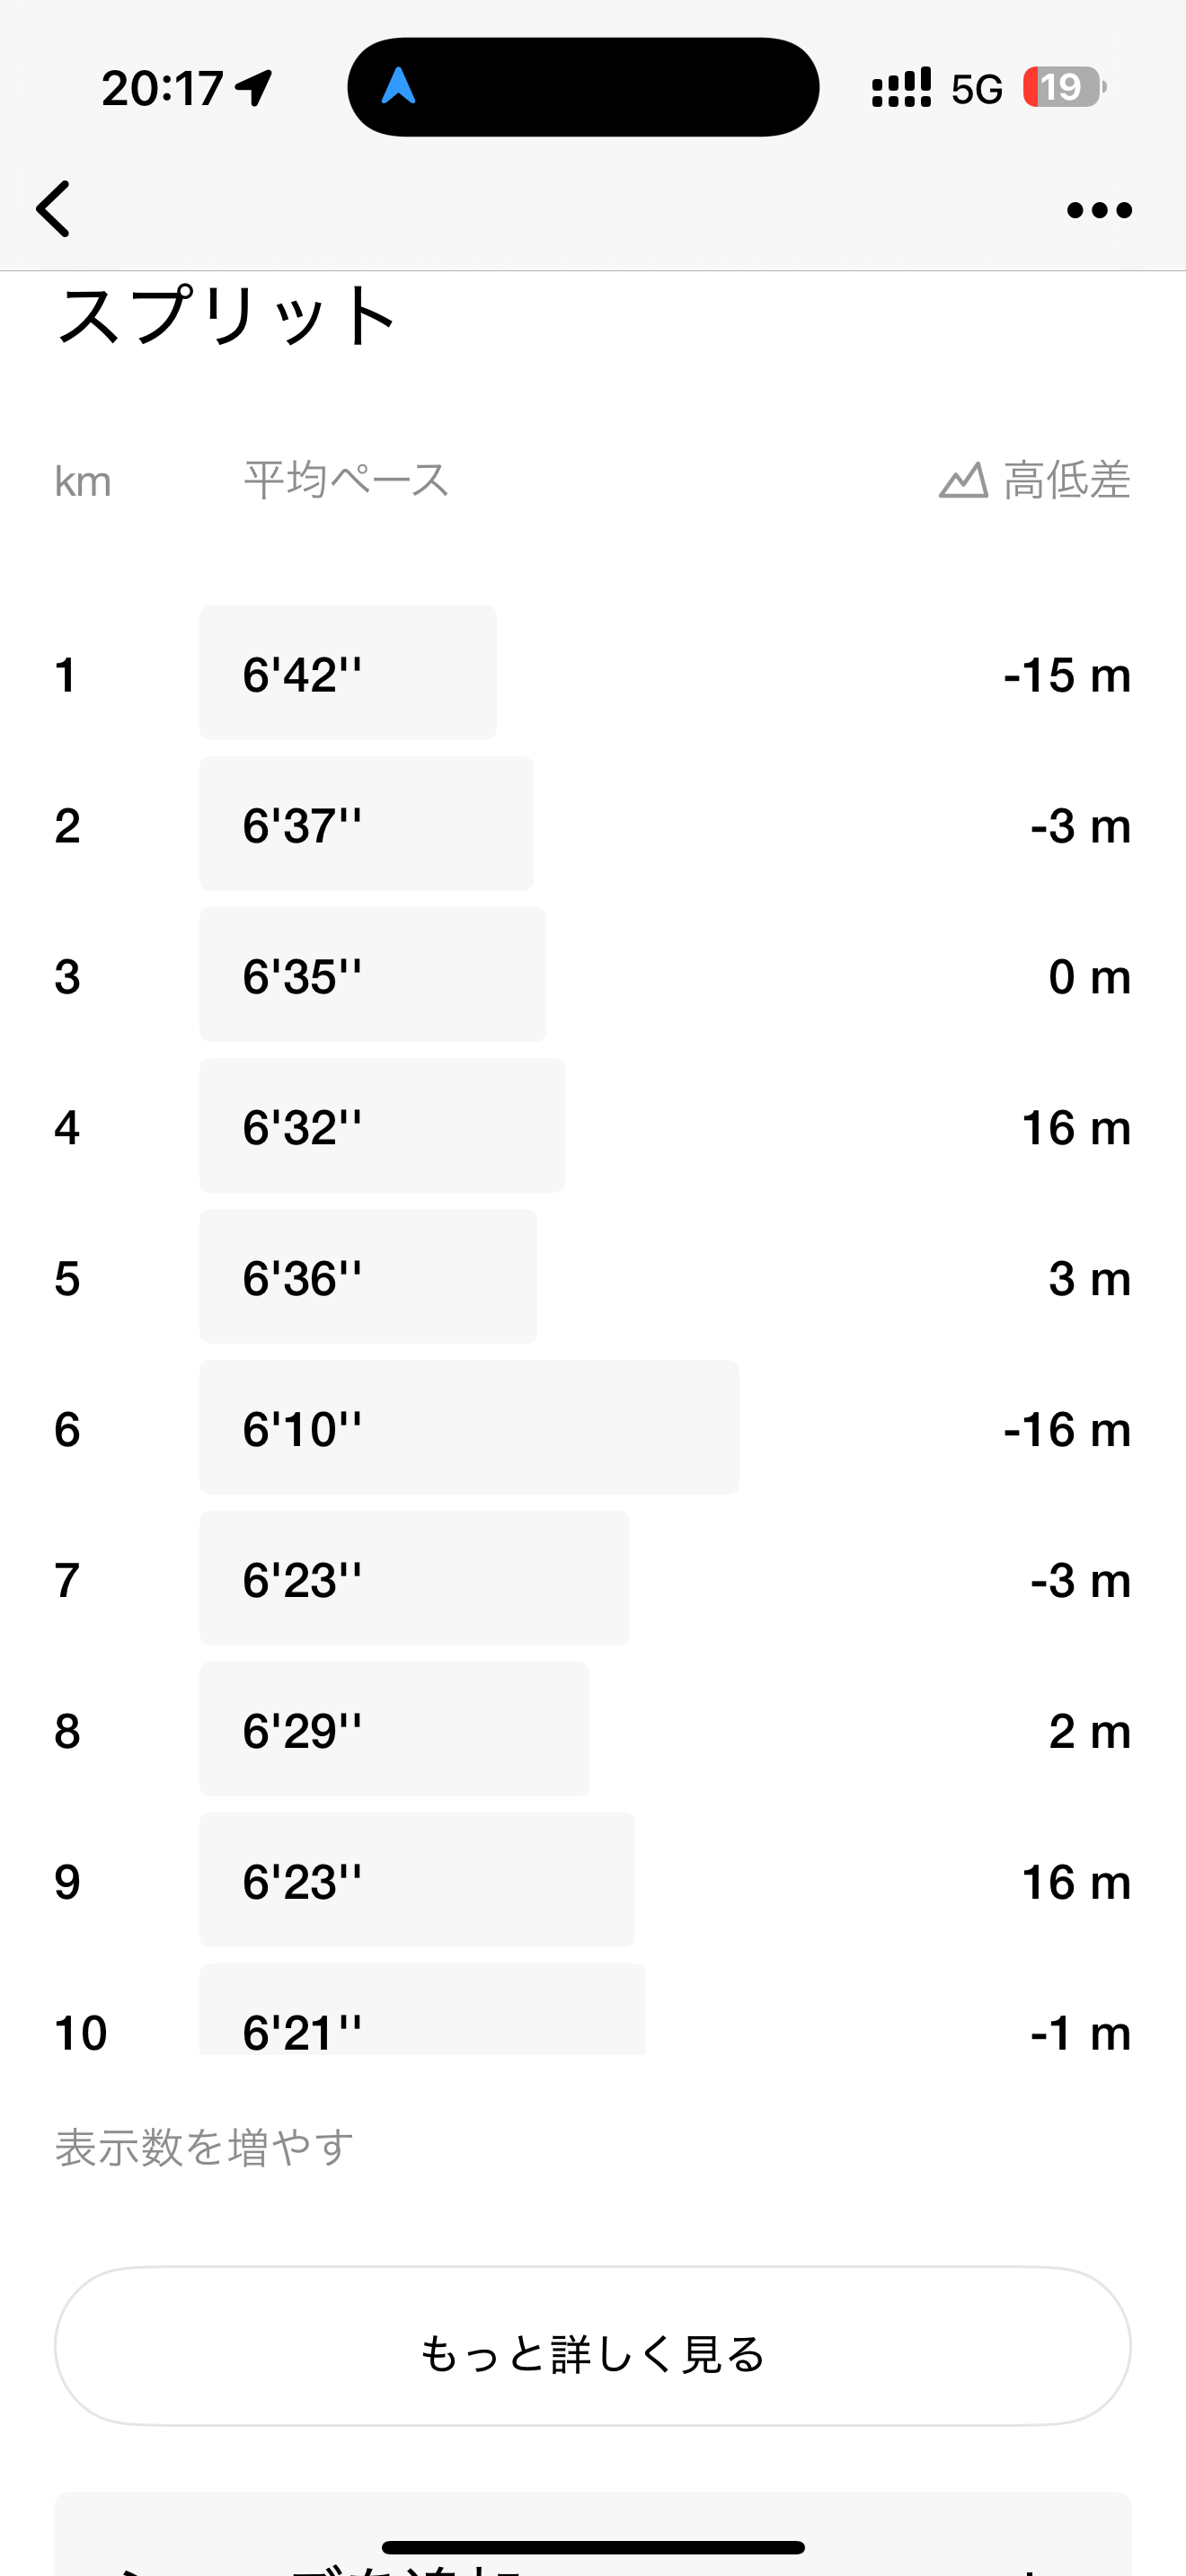 20:17 5G 19
スプリット
km 平均ペース 高低差
1 6'42'' -15 m
2 6'37'' -3 m
3 6'35'' 0 m
4 6'32'' 16 m
5 6'36'' 3 m
6 6'10'' -16 m
7 6'23'' -3 m
8 6'29'' 2 m
9 6'23'' 16 m
10 6'21'' -1 m
表示数を増やす
もっと詳しく見る